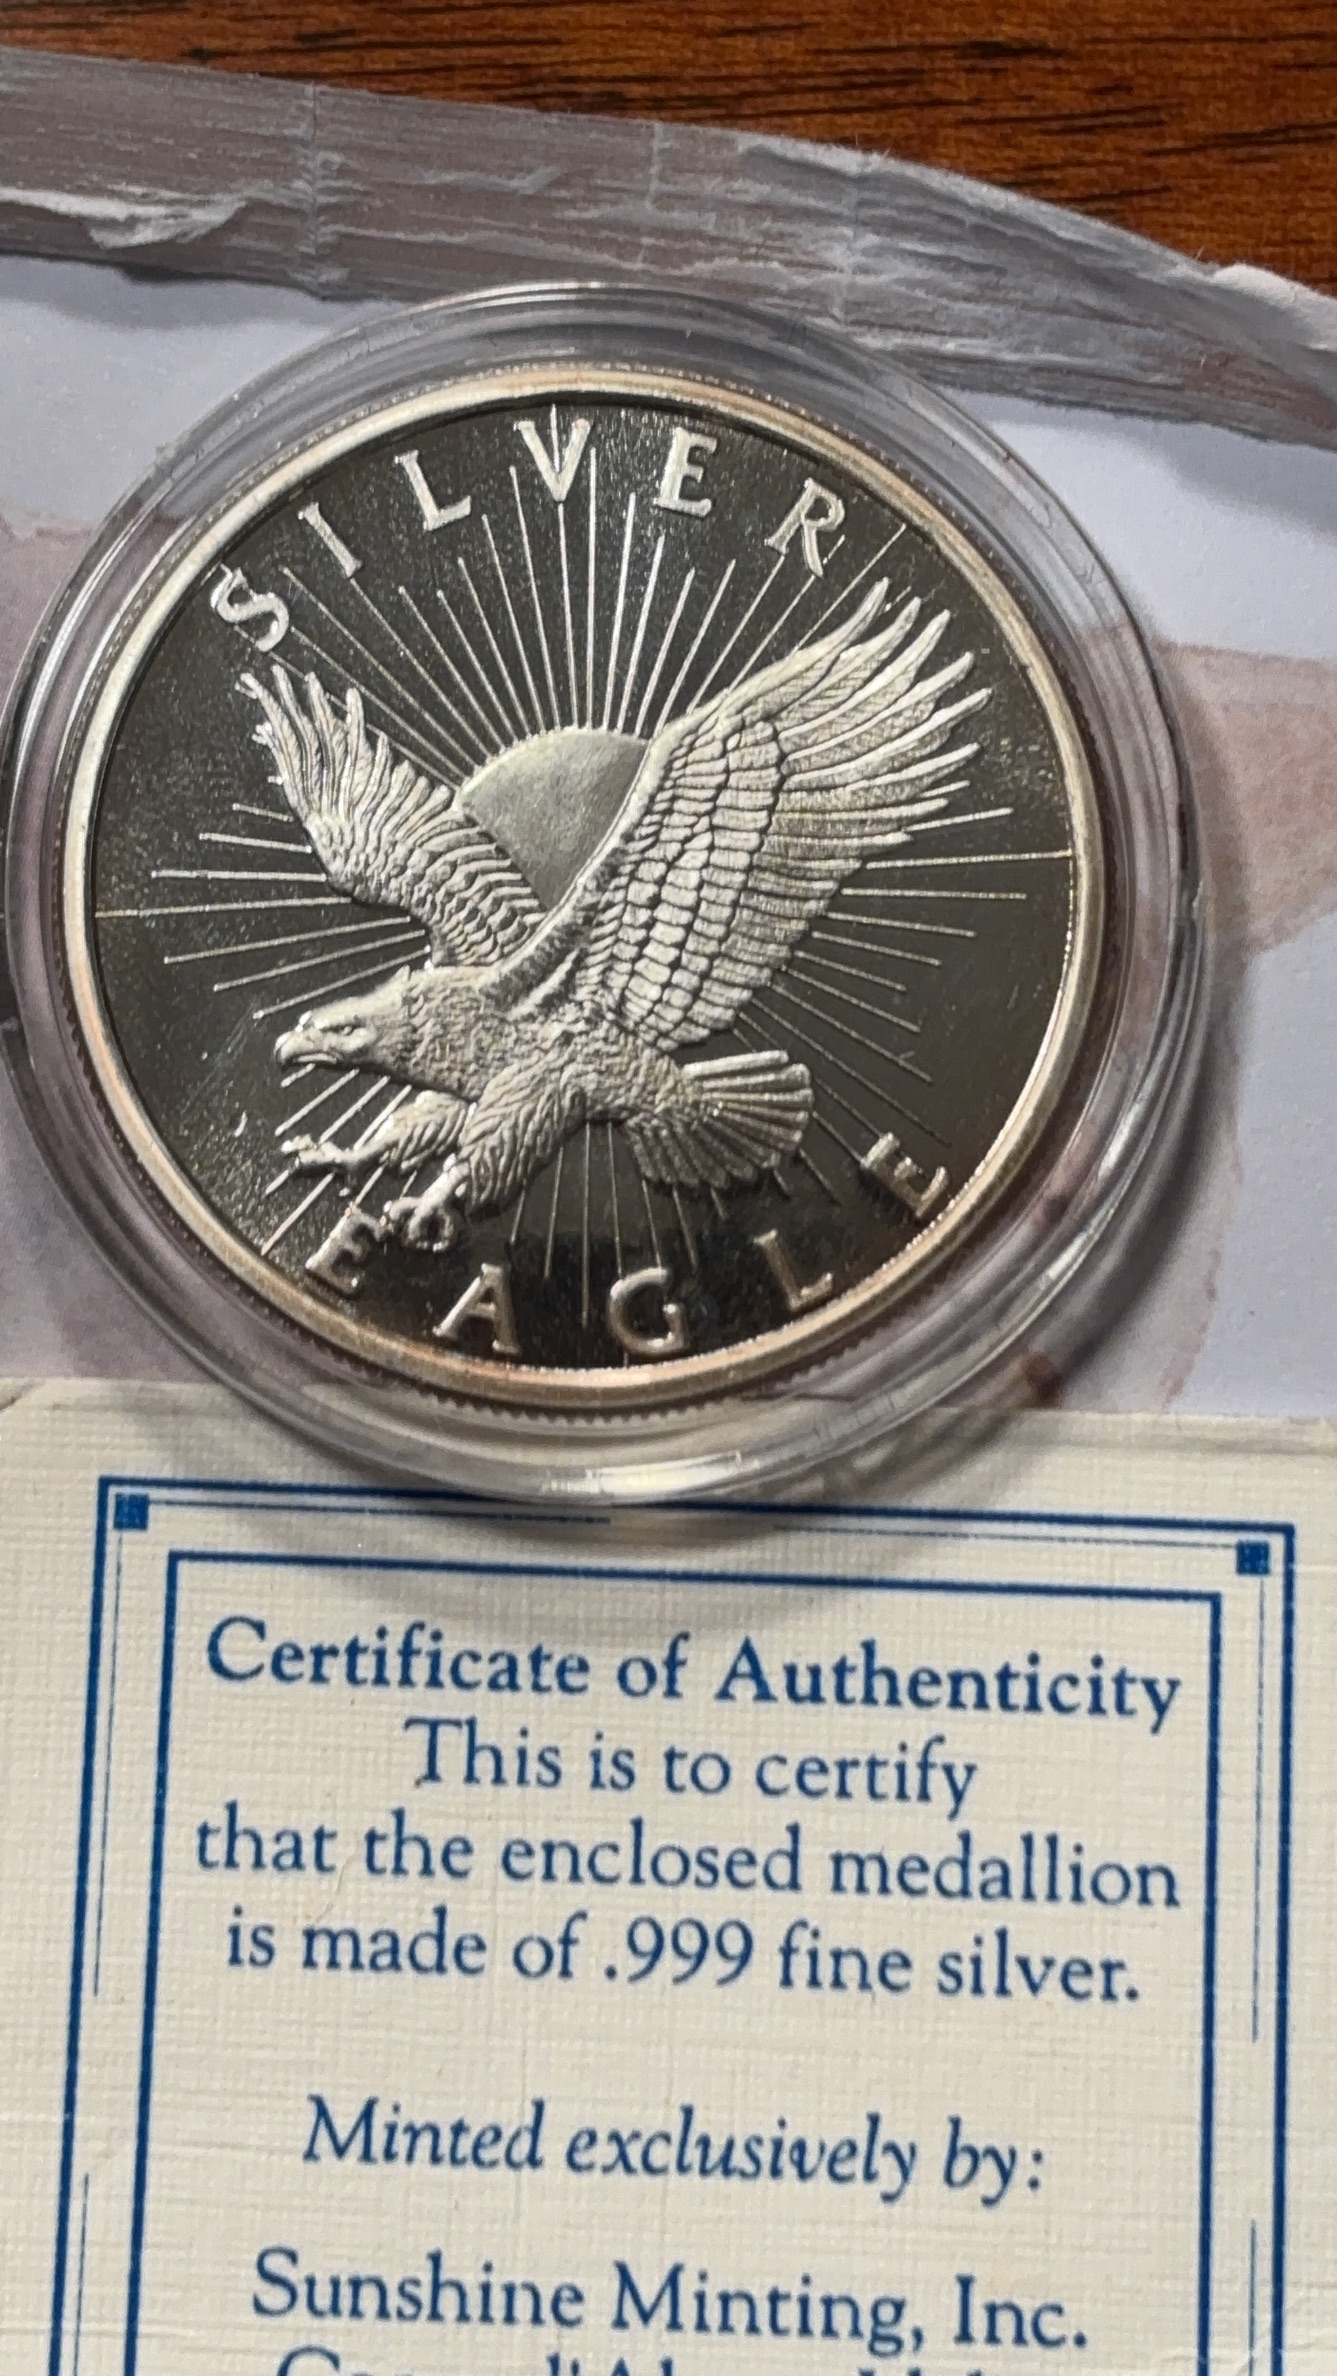 SILVER
EAGLE
Certificate of Authenticity
This is to certify
that the enclosed medallion
is made of .999 fine silver.
Minted exclusively by:
Sunshine Minting, Inc.